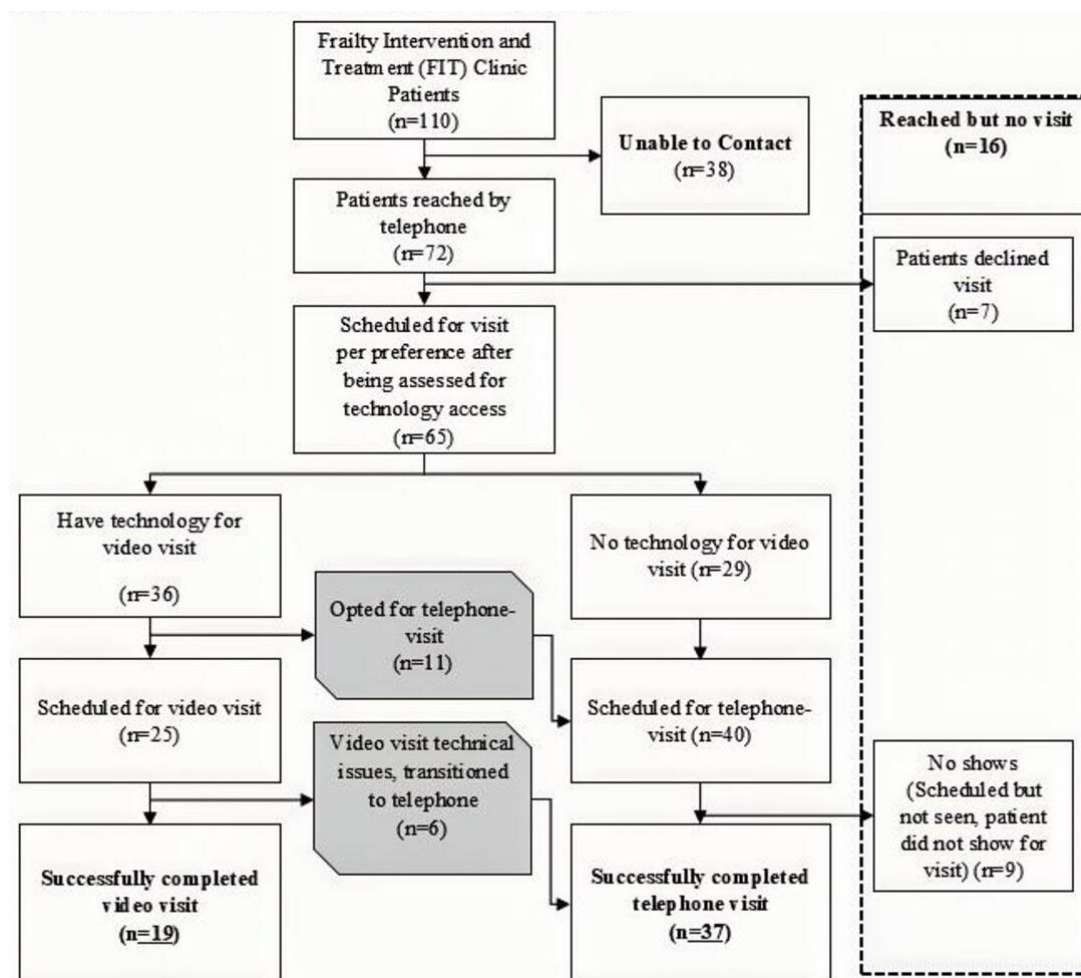 Frailty Intervention and
Treatment (FIT) Clinic
Patients
(n=110)
Unable to Contact
(n=38)
Reached but no visit
(n=16)
Patients reached by
telephone
(n=72)
Patients declined
visit
(n=7)
Scheduled for visit
per preference after
being assessed for
technology access
(n=65)
Have technology for
video visit
(n=36)
No technology for video
visit (n=29)
Opted for telephone-
visit
(n=11)
Scheduled for video visit
(n=25)
Scheduled for telephone-
visit (n=40)
Video visit technical
issues, transitioned
to telephone
(n=6)
No shows
(Scheduled but
not seen, patient
did not show for
visit) (n=9)
Successfully completed
video visit
(n=19)
Successfully completed
telephone visit
(n=37)